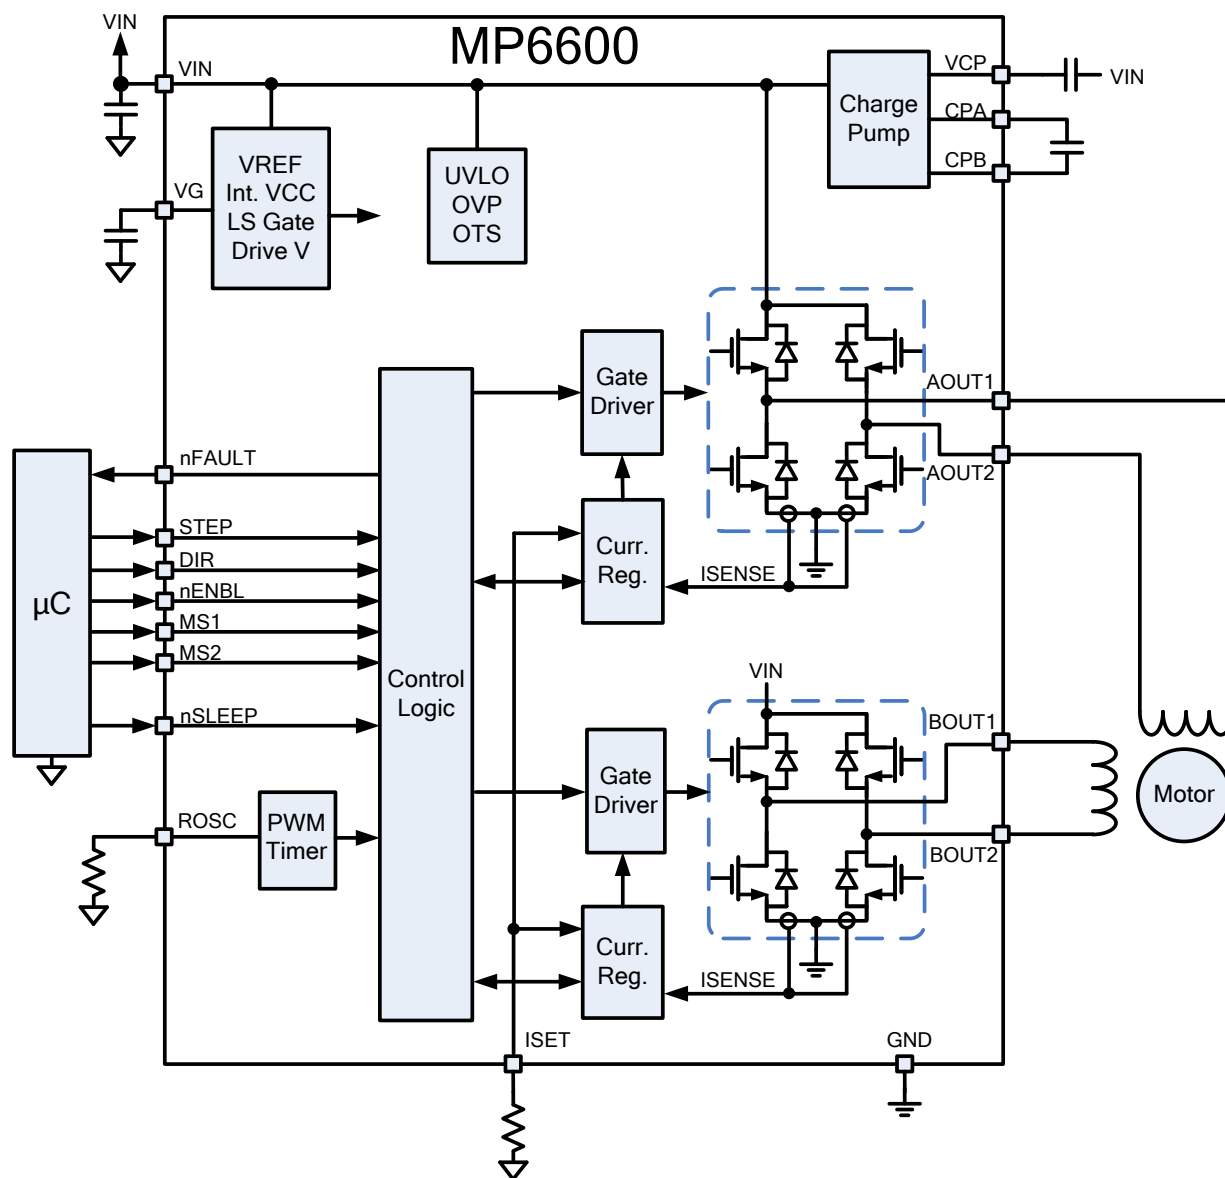 VIN
MP6600
VIN
VCP
VIN
Charge
Pump
CPA
CPB
VG
VREF
Int. VCC
LS Gate
Drive V
UVLO
OVP
OTS
Gate
Driver
AOUT1
AOUT2
nFAULT
STEP
DIR
nENBL
MS1
MS2
nSLEEP
µC
Control
Logic
Curr.
Reg.
ISENSE
VIN
BOUT1
BOUT2
Gate
Driver
Motor
ROSC
PWM
Timer
Curr.
Reg.
ISENSE
ISET
GND